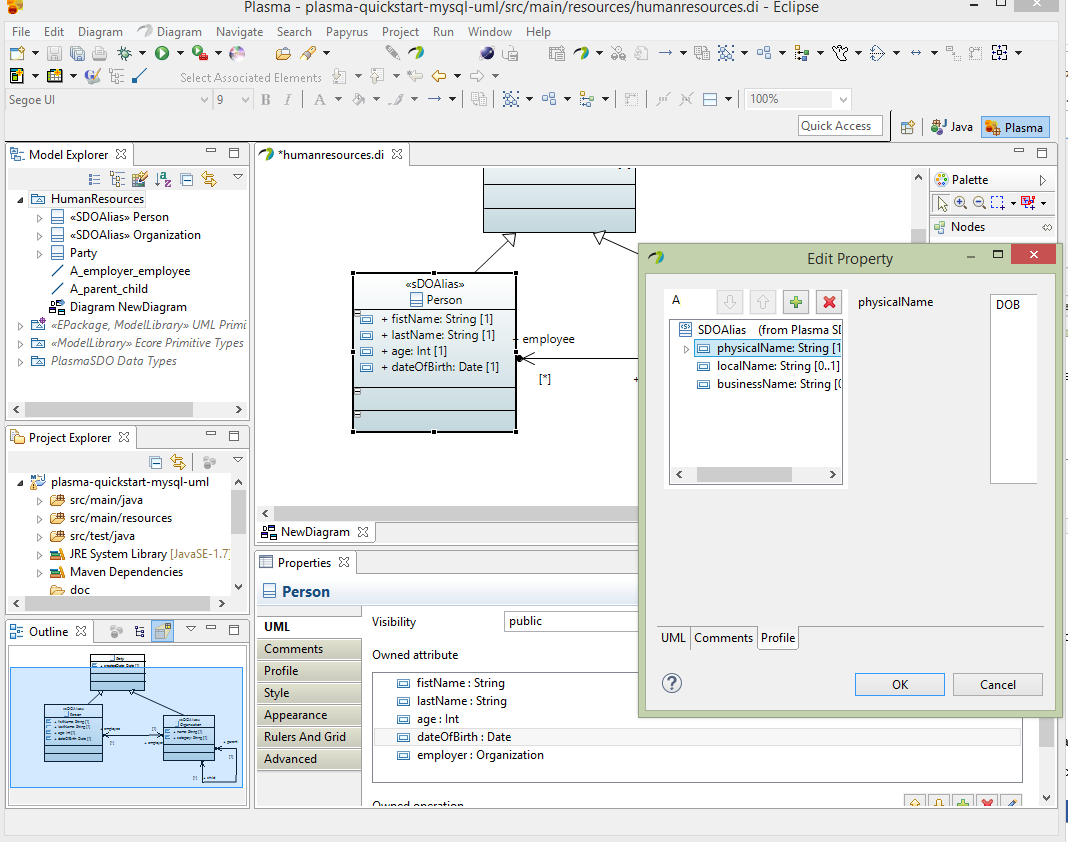 Plasma - plasma-quickstart-mysql-uml/src/main/resources/humanresources.di - Eclipse
File Edit Diagram Diagram Navigate Search Papyrus Project Run Window Help
Select Associated Elements
Segoe UI 9 B I A 100%
Quick Access Java Plasma
Model Explorer
HumanResources
«SDOAlias» Person
«SDOAlias» Organization
Party
A_employer_employee
A_parent_child
Diagram NewDiagram
«EPackage, ModelLibrary» UML Primi
«ModelLibrary» Ecore Primitive Types
PlasmaSDO Data Types
Project Explorer
plasma-quickstart-mysql-uml
src/main/java
src/main/resources
src/test/java
JRE System Library [JavaSE-1.7]
Maven Dependencies
doc
Outline
Party
*humanresources.di
«sDOAlias»
Person
+ fistName: String [1]
+ lastName: String [1]
+ age: Int [1]
+ dateOfBirth: Date [1]
employee
[*]
+
NewDiagram
Palette
Nodes
Properties
Person
UML
Comments
Profile
Style
Appearance
Rulers And Grid
Advanced
Visibility public
Owned attribute
fistName : String
lastName : String
age : Int
dateOfBirth : Date
employer : Organization
Owned operation
Edit Property
A
physicalName
DOB
SDOAlias (from Plasma SD
physicalName: String [1
localName: String [0..1]
businessName: String [0
UML Comments Profile
? OK Cancel